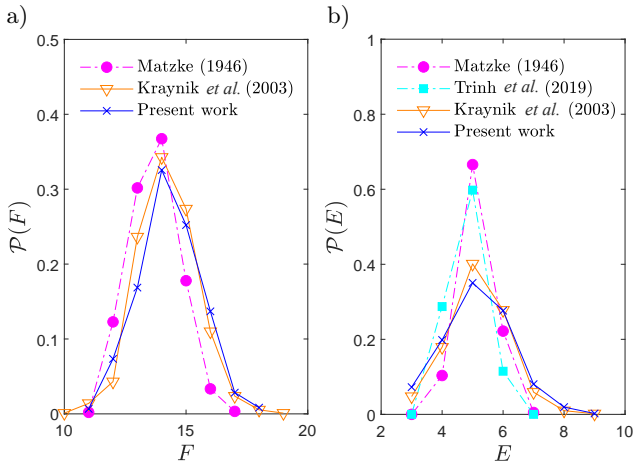 a)
0.5
0.4
0.3
0.2
0.1
0
10
15
20
P(F)
F
Matzke (1946)
Kraynik et al. (2003)
Present work
b)
1
0.8
0.6
0.4
0.2
0
2
4
6
8
10
P(E)
E
Matzke (1946)
Trinh et al. (2019)
Kraynik et al. (2003)
Present work